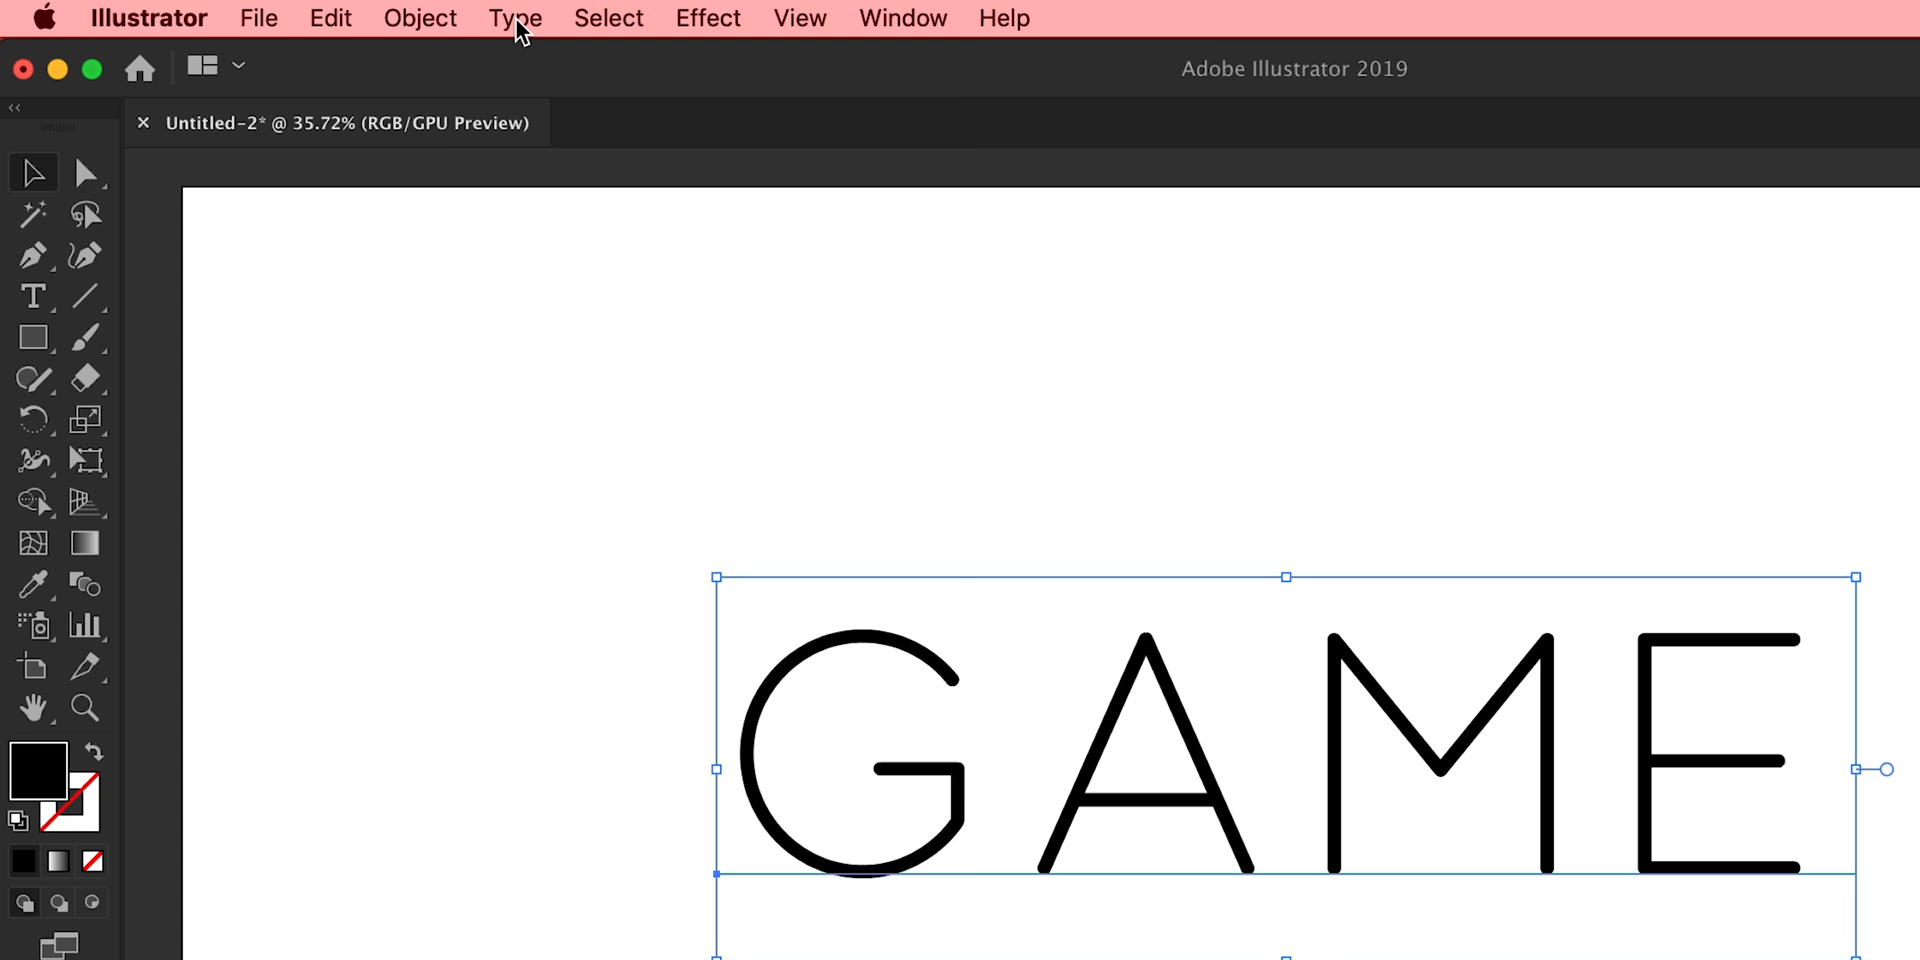 Illustrator File Edit Object Type Select Effect View Window Help
Adobe Illustrator 2019
Untitled-2* @ 35.72% (RGB/GPU Preview)
GAME